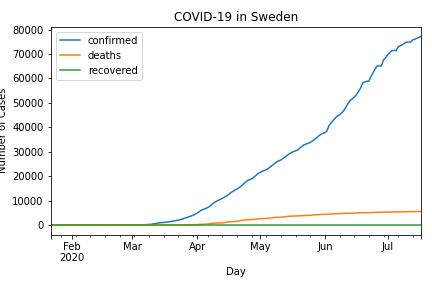 COVID-19 in Sweden
confirmed
deaths
recovered
80000
70000
60000
50000
40000
30000
20000
10000
0
Number of Cases
Feb
2020
Mar
Apr
May
Jun
Jul
Day